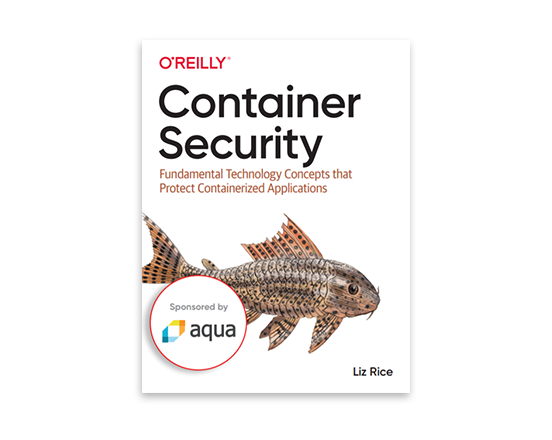 O'REILLY®
Container
Security
Fundamental Technology Concepts that
Protect Containerized Applications
Sponsored by
aqua
Liz Rice